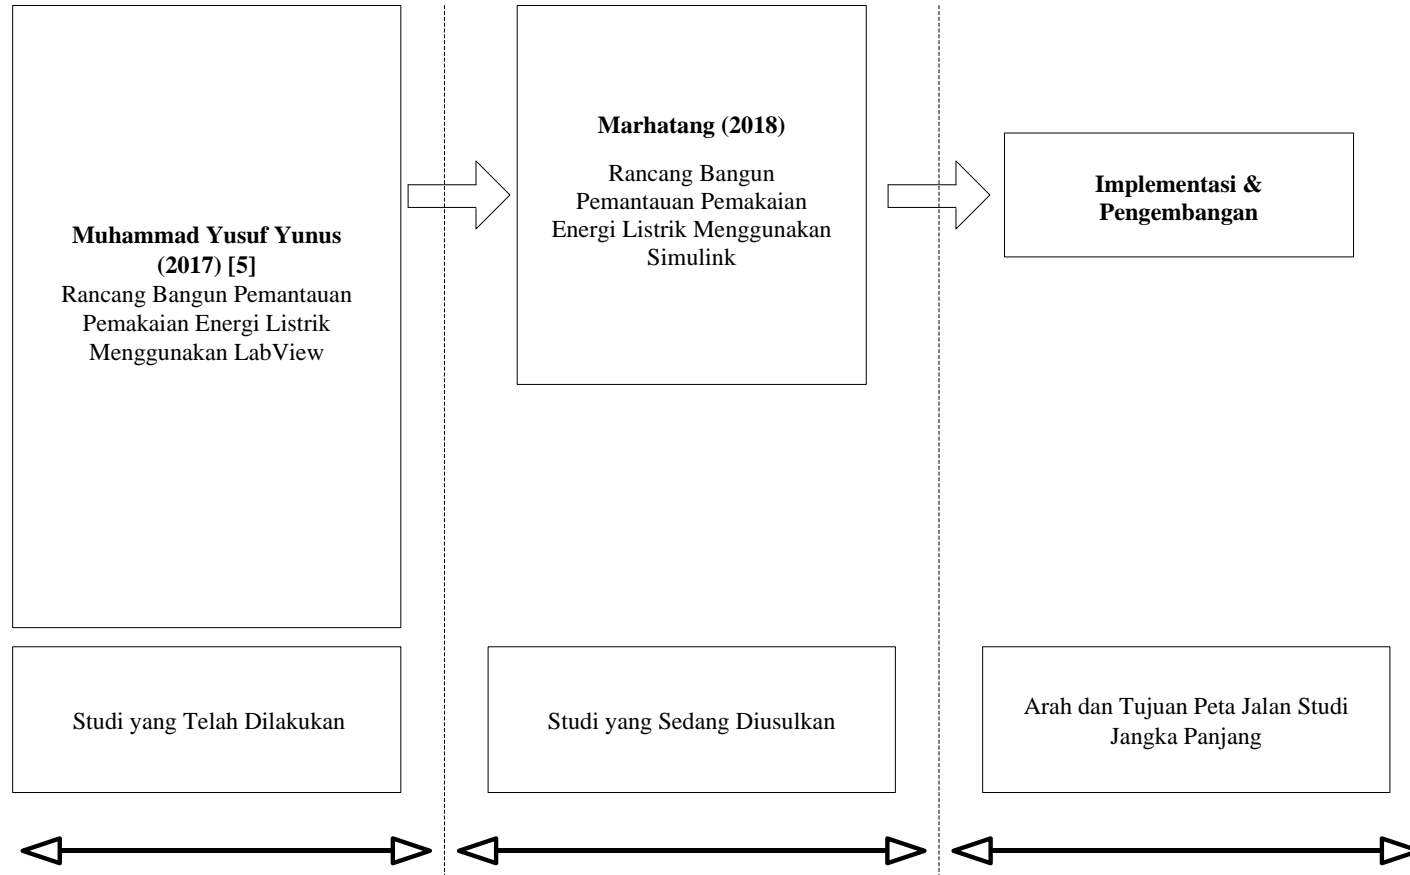 Muhammad Yusuf Yunus
(2017) [5]
Rancang Bangun Pemantauan
Pemakaian Energi Listrik
Menggunakan LabView
Marhatang (2018)
Rancang Bangun
Pemantauan Pemakaian
Energi Listrik Menggunakan
Simulink
Implementasi &
Pengembangan
Studi yang Telah Dilakukan
Studi yang Sedang Diusulkan
Arah dan Tujuan Peta Jalan Studi
Jangka Panjang